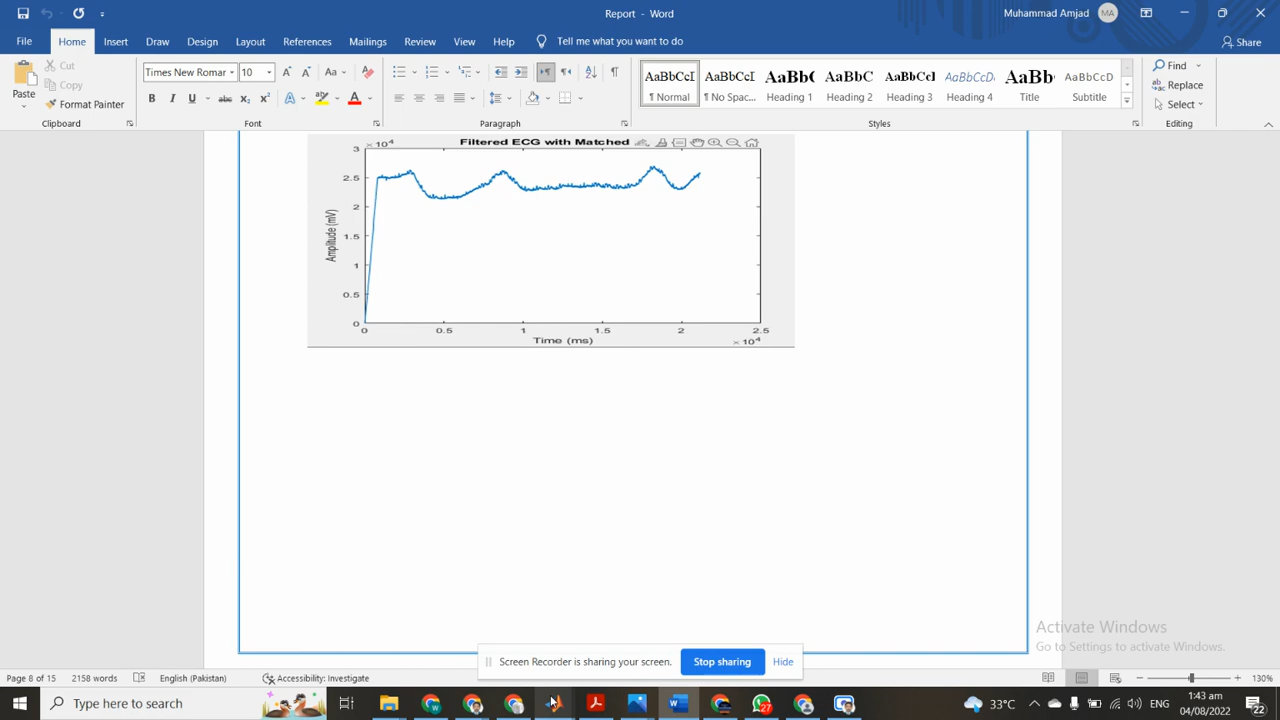 Report - Word
Muhammad Amjad MA
File Home Insert Draw Design Layout References Mailings Review View Help Tell me what you want to do Share
Paste Cut
Copy
Format Painter
Clipboard
Times New Romar 10
Font
Paragraph
AaBbCcI ¶ Normal
AaBbCcI ¶ No Spac...
AaBb( Heading 1
AaBbC Heading 2
AaBbCcI Heading 3
AaBbCcD Heading 4
AaBb Title
AaBbCcD Subtitle
Styles
Find
Replace
Select
Editing
Filtered ECG with Matched
× 10 4
3
2.5
2
1.5
1
0.5
0
Amplitude (mV)
0 0.5 1 1.5 2 2.5
Time (ms)
× 10 4
Activate Windows
Go to Settings to activate Windows.
Screen Recorder is sharing your screen. Stop sharing Hide
Page 8 of 15 2158 words English (Pakistan) Accessibility: Investigate 130%
Type here to search
27
33°C
1:43 am
04/08/2022
22